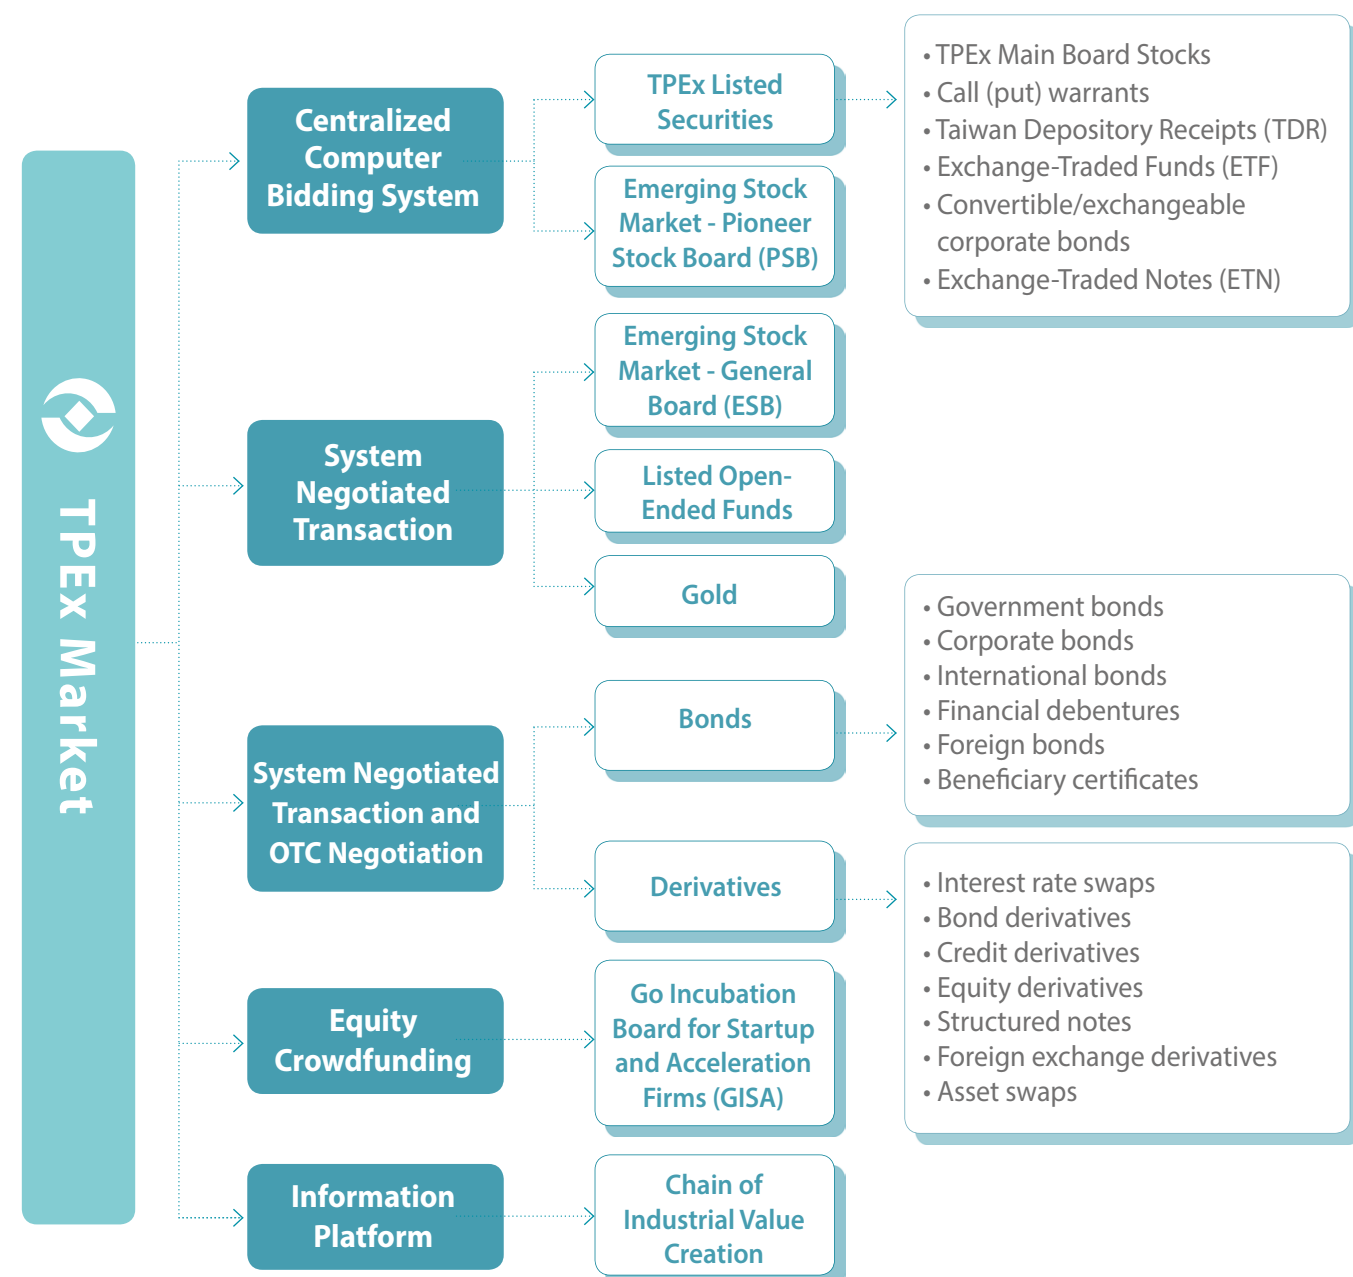 TPEx Market
Centralized
Computer
Bidding System
TPEx Listed
Securities
• TPEx Main Board Stocks
• Call (put) warrants
• Taiwan Depository Receipts (TDR)
• Exchange-Traded Funds (ETF)
• Convertible/exchangeable
corporate bonds
• Exchange-Traded Notes (ETN)
Emerging Stock
Market - Pioneer
Stock Board (PSB)
System
Negotiated
Transaction
Emerging Stock
Market - General
Board (ESB)
Listed Open-
Ended Funds
Gold
System Negotiated
Transaction and
OTC Negotiation
Bonds
• Government bonds
• Corporate bonds
• International bonds
• Financial debentures
• Foreign bonds
• Beneficiary certificates
Derivatives
• Interest rate swaps
• Bond derivatives
• Credit derivatives
• Equity derivatives
• Structured notes
• Foreign exchange derivatives
• Asset swaps
Equity
Crowdfunding
Go Incubation
Board for Startup
and Acceleration
Firms (GISA)
Information
Platform
Chain of
Industrial Value
Creation